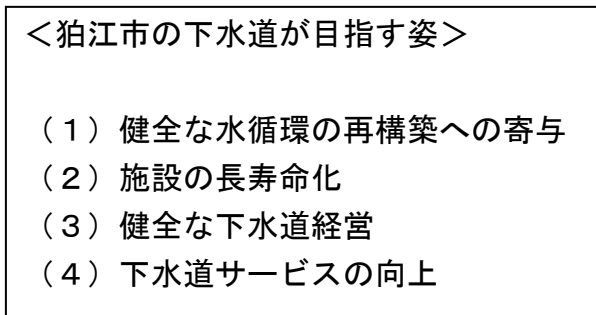 ＜狛江市の下水道が目指す姿＞
（１）健全な水循環の再構築への寄与
（２）施設の長寿命化
（３）健全な下水道経営
（４）下水道サービスの向上